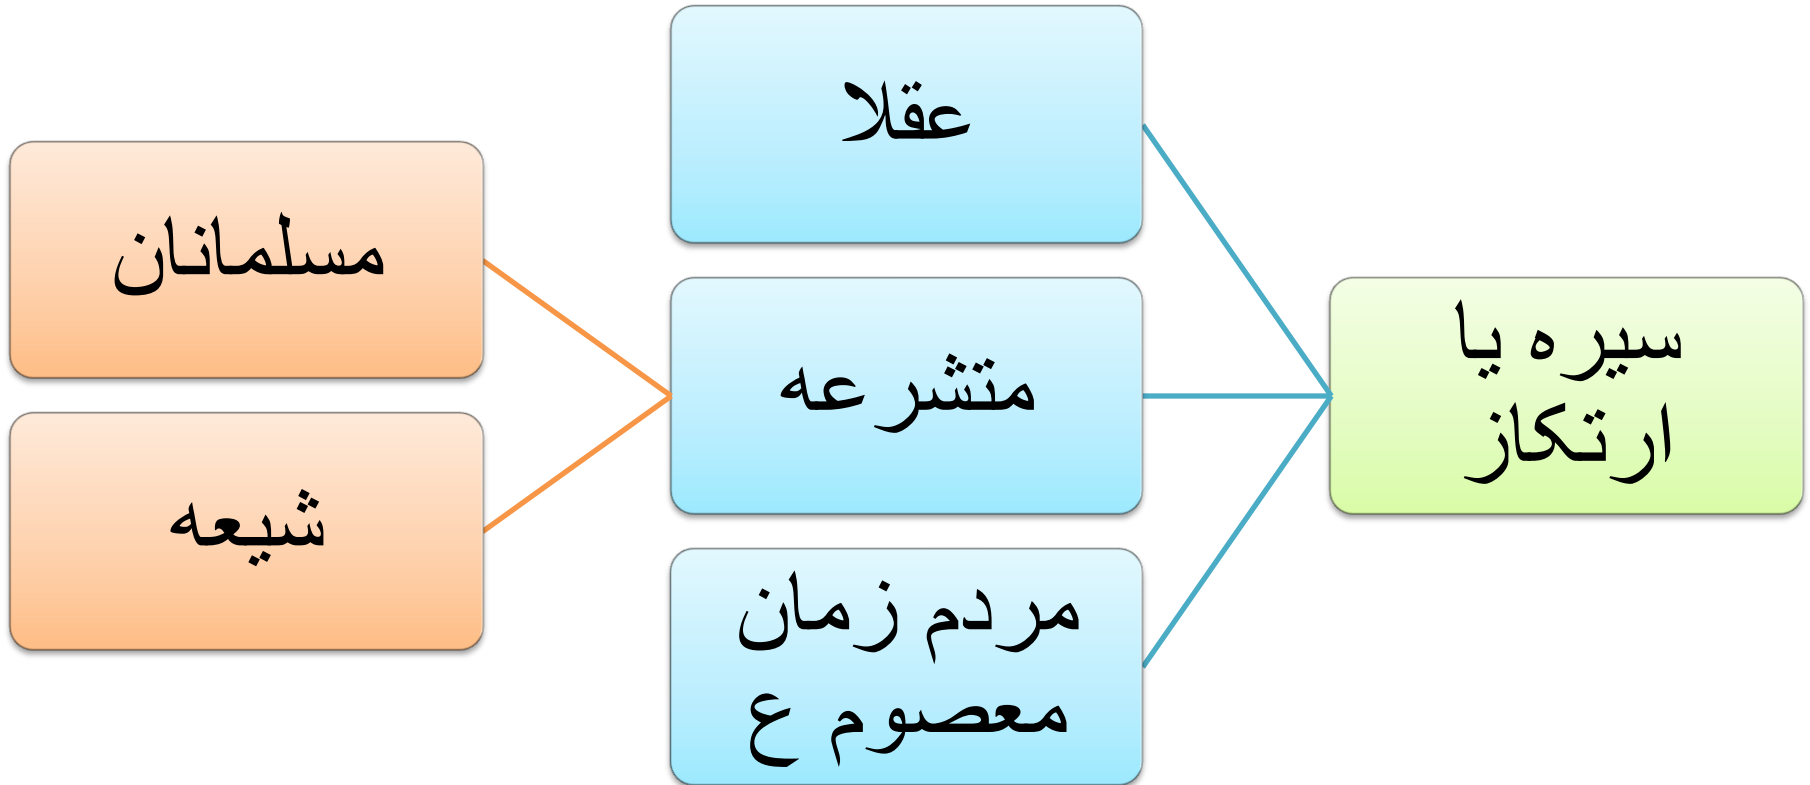 سیره یا
ارتکاز
عقلا
متشرعه
مردم زمان
معصوم ع
مسلمانان
شیعه